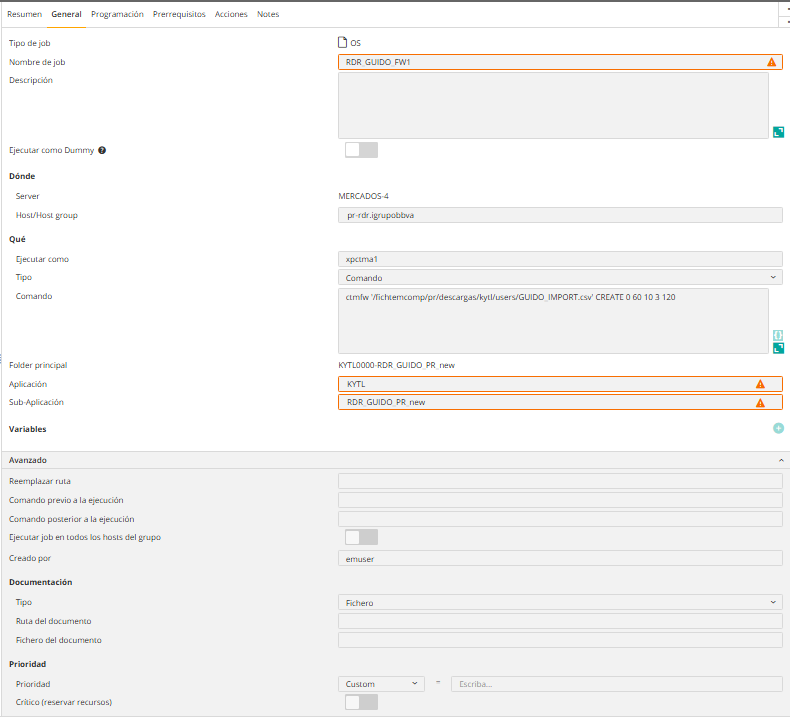 Resumen General Programación Prerrequisitos Acciones Notes
Tipo de job OS
Nombre de job RDR_GUIDO_FW1
Descripción
Ejecutar como Dummy ?
Dónde
Server MERCADOS-4
Host/Host group pr-rdr.igrupobbva
Qué
Ejecutar como xpctma1
Tipo Comando
Comando ctmfw '/fichtemcomp/pr/descargas/kytl/users/GUIDO_IMPORT.csv' CREATE 0 60 10 3 120
Folder principal KYTL0000-RDR_GUIDO_PR_new
Aplicación KYTL
Sub-Aplicación RDR_GUIDO_PR_new
Variables
Avanzado
Reemplazar ruta
Comando previo a la ejecución
Comando posterior a la ejecución
Ejecutar job en todos los hosts del grupo
Creado por emuser
Documentación
Tipo Fichero
Ruta del documento
Fichero del documento
Prioridad
Prioridad Custom = Escriba...
Crítico (reservar recursos)